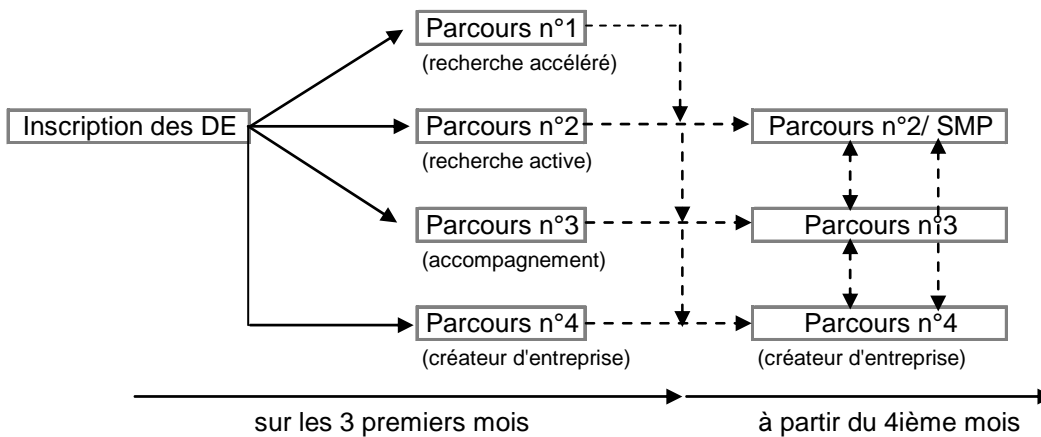 Parcours n°1
(recherche accéléré)
Inscription des DE
Parcours n°2
Parcours n°2/ SMP
(recherche active)
Parcours n°3
Parcours n°3
(accompagnement)
Parcours n°4
Parcours n°4
(créateur d'entreprise)
(créateur d'entreprise)
sur les 3 premiers mois
à partir du 4ième mois